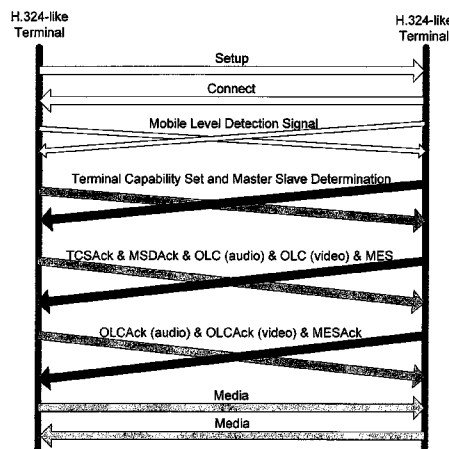 H.324-like
Terminal
H.324-like
Terminal
Setup
Connect
Mobile Level Detection Signal
Terminal Capability Set and Master Slave Determination
TCSAck & MSDAck & OLC (audio) & OLC (video) & MES
OLCAck (audio) & OLCAck (video) & MESAck
Media
Media